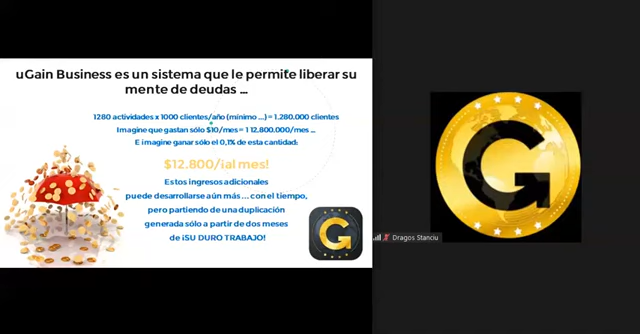 uGain Business es un sistema que le permite liberar su
mente de deudas ...
1280 actividades x 1000 clientes/año (mínimo ...) = 1.280.000 clientes
Imagine que gastan sólo $10/mes = 1 12.800.000/mes ...
E imagine ganar sólo el 0,1% de esta cantidad:
$12.800/¡al mes!
Estos ingresos adicionales
puede desarrollarse aún más... con el tiempo,
pero partiendo de una duplicación
generada sólo a partir de dos meses
de ¡SU DURO TRABAJO!
G
G
Dragos Stanciu